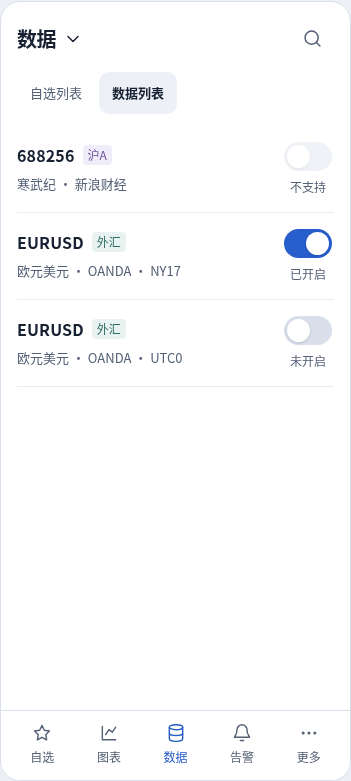 数据
自选列表 数据列表
688256 沪A
寒武纪 • 新浪财经
不支持
EURUSD 外汇
欧元美元 • OANDA • NY17
已开启
EURUSD 外汇
欧元美元 • OANDA • UTC0
未开启
自选 图表 数据 告警 更多